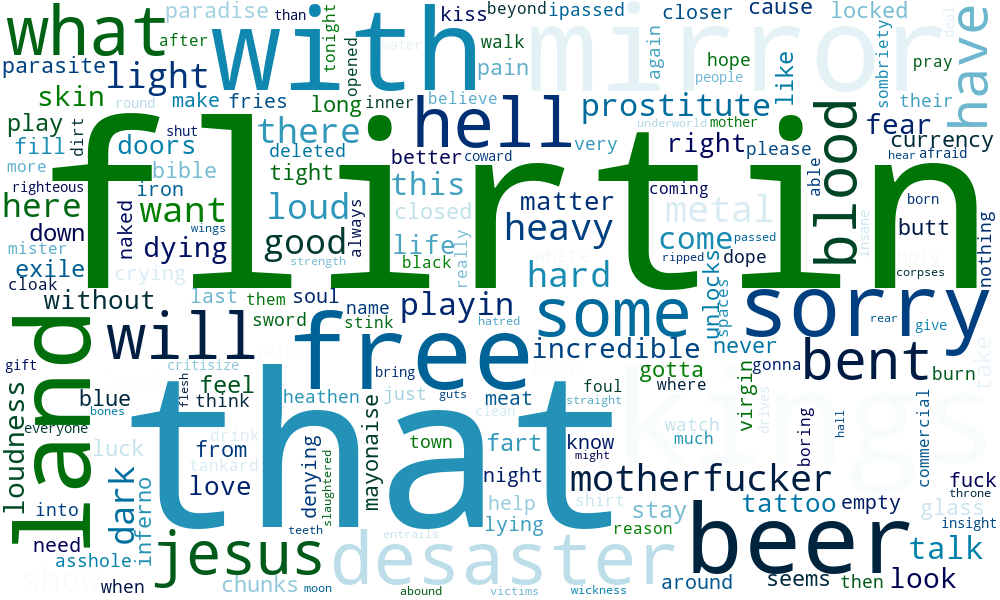 what
with
mirror
have
paradise
than
tonight
kiss
beyond
ipassed
closer
cause
locked
deal
after
opened
water
walk
again
hope
like
sombriety
pray
parasite
light
pain
people
skin
round
make
fries
long
inner
believe
prostitute
their
play
dirt
shut
there
hell
underworld
mother
blood
fear
currency
fill
doors
deleted
better
coward
very
right
please
able
hear
afraid
more
bible
tight
flirtin
righteous
iron
this
coming
born
here
naked
want
loud
always
closed
matter
metal
insane
butt
nothing
down
wings
heavy
come
passed
mister
dying
good
life
really
ripped
dope
holy
exile
crying
strength
black
hard
unlocks
corpses
cloak
without
last
them
soul
name
playin
some
spaces
sorry
rear
give
land
will
sword
stink
free
hatred
incredible
never
take
gift
critisize
bring
gotta
gonna
bent
burn
loudness
blue
flesh
feel
think
heathen
just
guts
meat
foul
where
virgin
drives
kings
bones
that
mayonaise
clean
straight
everyone
luck
drink
from
town
fart
know
might
watch
much
boring
hall
commercial
dark
inferno
tankard
love
denying
slaughtered
night
motherfucker
fuck
throne
into
help
shirt
stay
tattoo
empty
glass
insight
need
teeth
lying
reason
beer
asshole
jesus
entrails
desaster
talk
show
when
chunks
moon
abound
victims
wickness
around
seems
then
look